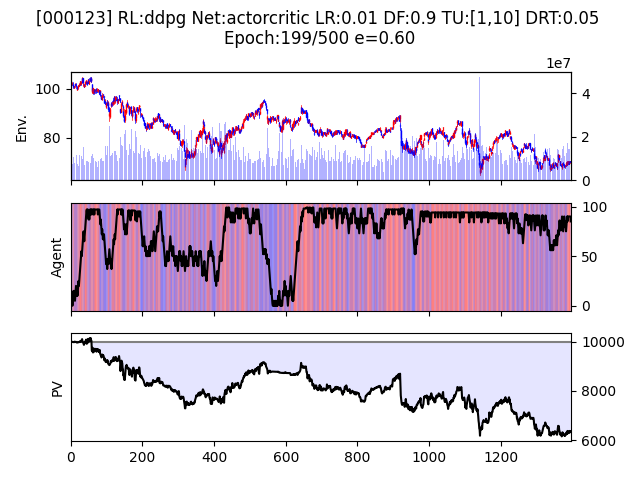 [000123] RL:ddpg Net:actorcritic LR:0.01 DF:0.9 TU:[1,10] DRT:0.05
Epoch:199/500 e=0.60
1e7
Env.
100
80
4
2
0
Agent
100
50
0
PV
10000
8000
6000
0 200 400 600 800 1000 1200